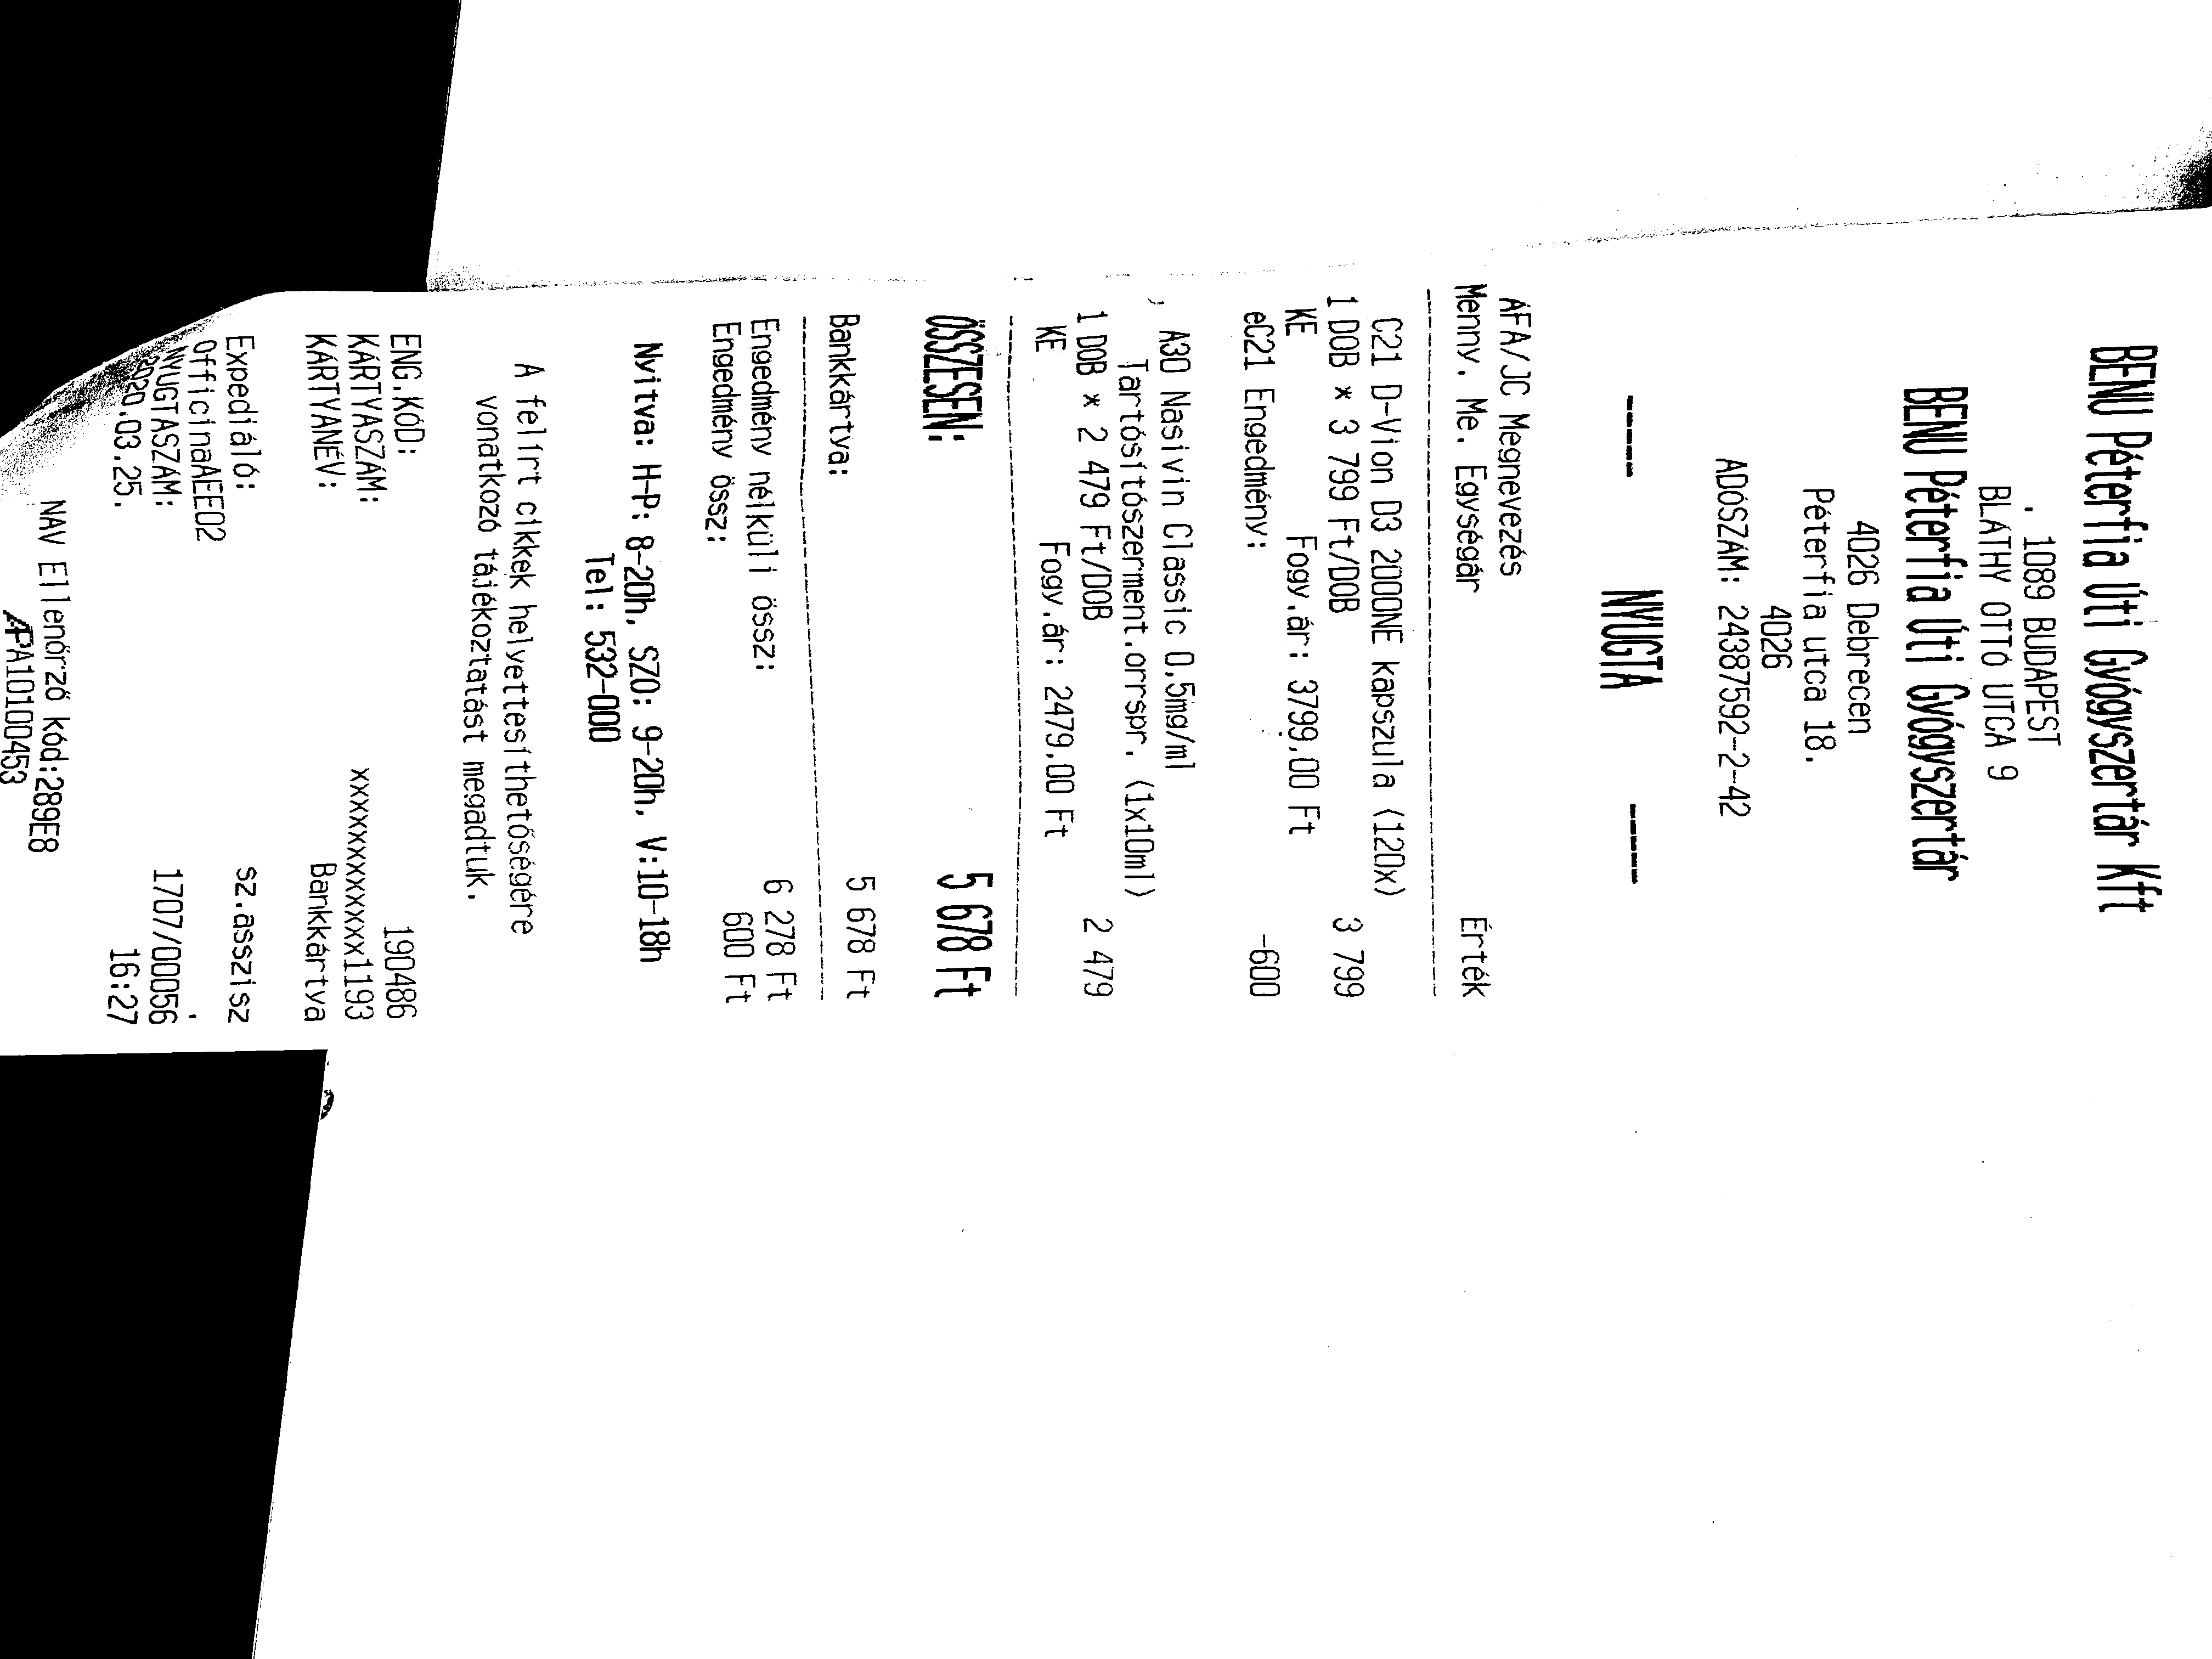 BENU Péterfia Úti Gyógyszertár Kft
. 1089 BUDAPEST
BLÁTHY OTTÓ UTCA 9
BENU Péterfia Úti Gyógyszertár
4026 Debrecen
Péterfia utca 18.
4026
ADÓSZÁM: 24387592-2-42
---- NYUGTA ----
ÁFA/JC Megnevezés
Menny. Me. Egységár Érték
C21 D-Vion D3 2000NE kapszula (120x)
1 DOB * 3 799 Ft/DOB 3 799
KE Fogy.ár: 3799,00 Ft
eC21 Engedmény: -600
A30 Nasivin Classic 0,5mg/ml
Tartósítószerment.orrspr. (1x10ml)
1 DOB * 2 479 Ft/DOB 2 479
KE Fogy.ár: 2479,00 Ft
ÖSSZESEN: 5 678 Ft
Bankkártya: 5 678 Ft
Engedmény nélküli össz: 6 278 Ft
Engedmény össz: 600 Ft
Nyitva: H-P: 8-20h, SZO: 9-20h, V:10-18h
Tel: 532-000
A felírt cikkek helyettesíthetőségére
vonatkozó tájékoztatást megadtuk.
ENG.KÓD: 190486
KÁRTYASZÁM: xxxxxxxxxxxx1193
KÁRTYANÉV: Bankkártya
Expediáló: sz.asszisz
OfficinaAEE02 .
NYUGTASZÁM: 1707/00056
2020.03.25. 16:27
NAV Ellenőrző kód:289E8
AP A10100453